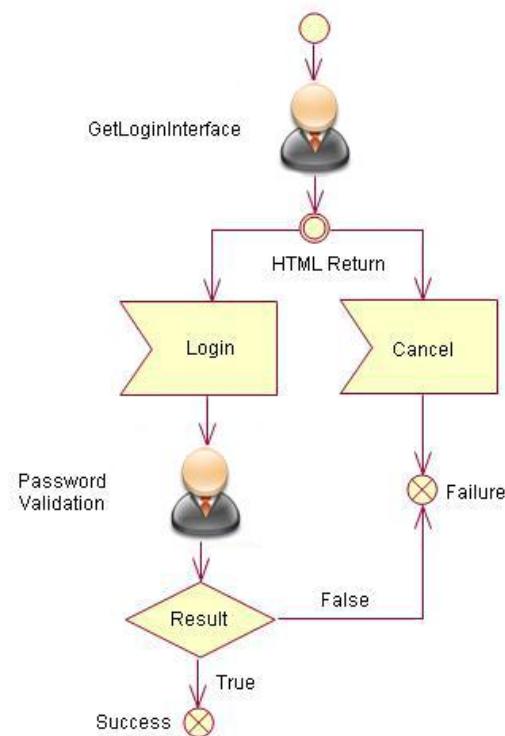 GetLoginInterface
HTML Return
Login
Cancel
Password
Validation
Failure
False
Result
True
Success